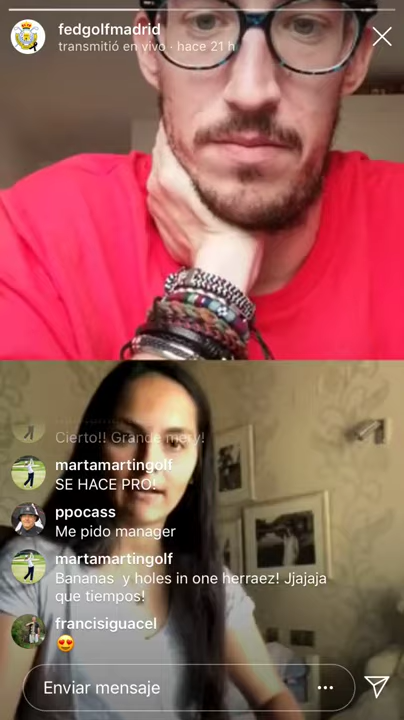 fedgolfmadrid
transmitió en vivo · hace 21 h
Cierto!! Grande mery!
martamartingolf
SE HACE PRO!
ppocass
Me pido manager
martamartingolf
Bananas y holes in one herraez! Jjajaja
que tiempos!
francisiguacel
😍
Enviar mensaje